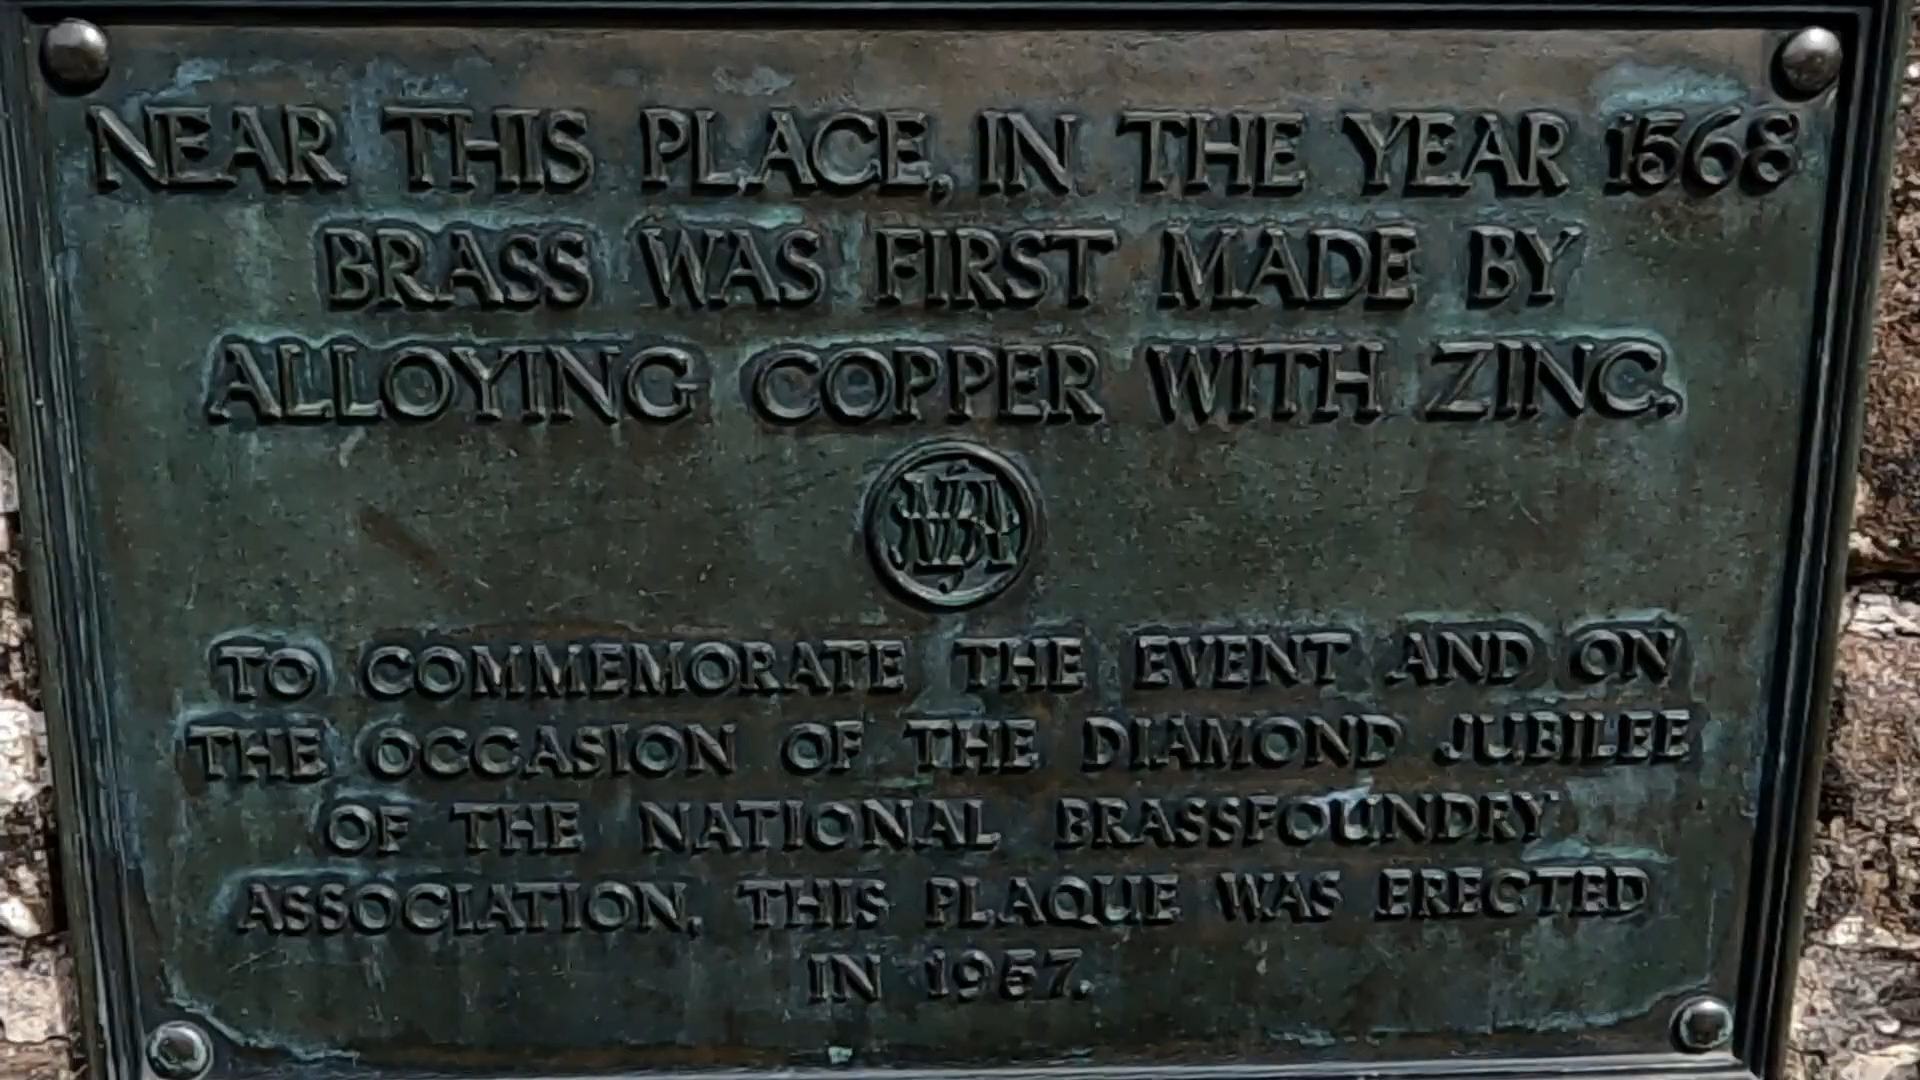 NEAR THIS PLACE, IN THE YEAR 1568
BRASS WAS FIRST MADE BY
ALLOYING COPPER WITH ZINC.
TO COMMEMORATE THE EVENT AND ON
THE OCCASION OF THE DIAMOND JUBILEE
OF THE NATIONAL BRASSFOUNDRY
ASSOCIATION, THIS PLAQUE WAS ERECTED
IN 1957.